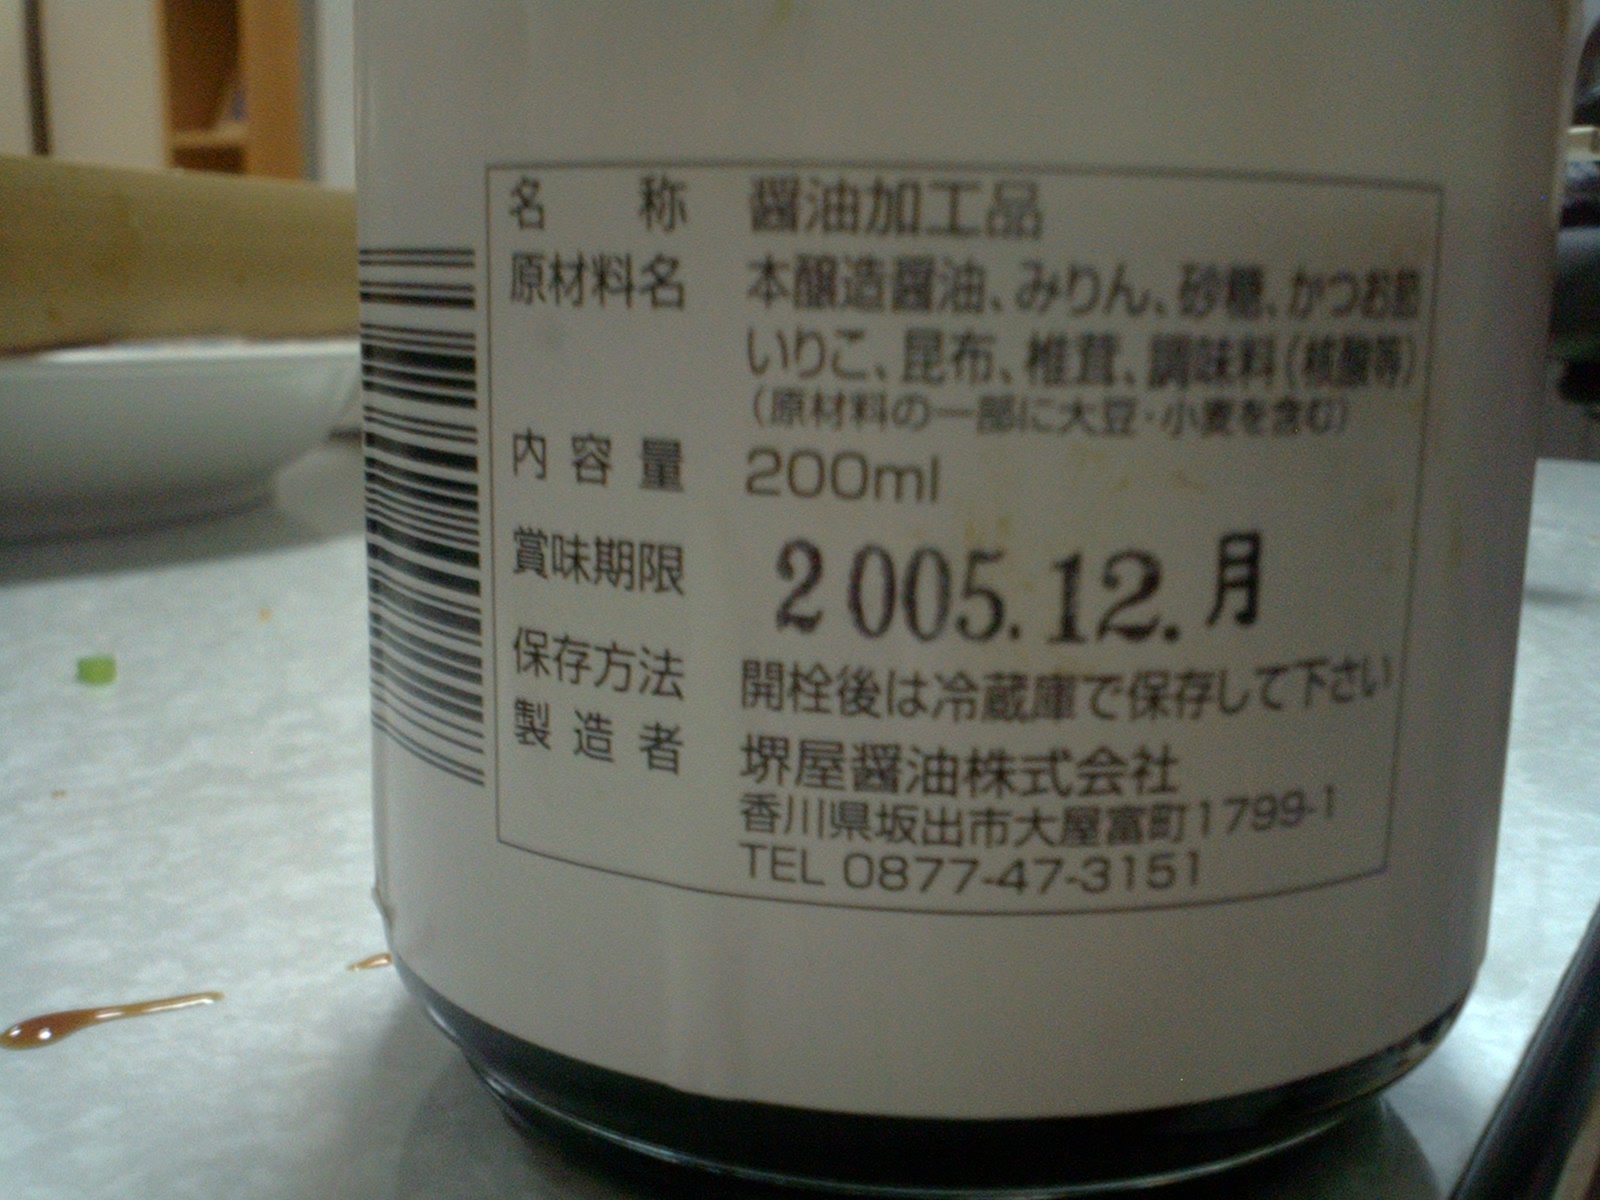 名称 醤油加工品
原材料名 本醸造醤油、みりん、砂糖、かつお節
いりこ、昆布、椎茸、調味料(核酸等)
(原材料の一部に大豆・小麦を含む)
内容量 200ml
賞味期限 2005.12.月
保存方法 開栓後は冷蔵庫で保存して下さい
製造者 堺屋醤油株式会社
香川県坂出市大屋富町1799-1
TEL 0877-47-3151